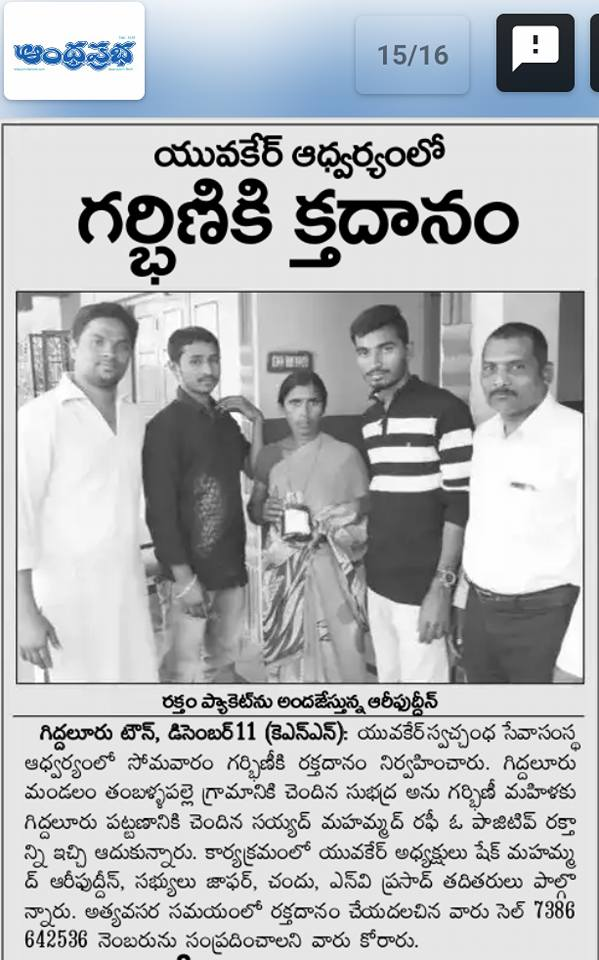 ఆంధ్రప్రభ
15/16
యువకేర్ ఆధ్వర్యంలో
గర్భిణికి క్తదానం
రక్తం ప్యాకెట్‌ను అందజేస్తున్న ఆరీఫుద్దీన్
గిద్దలూరు టౌన్, డిసెంబర్ 11 (కెఎన్ఎన్): యువకేర్ స్వచ్ఛంధ సేవాసంస్థ
ఆధ్వర్యంలో సోమవారం గర్భిణీకి రక్తదానం నిర్వహించారు. గిద్దలూరు
మండలం తంబళ్ళపల్లె గ్రామానికి చెందిన సుభద్ర అను గర్భిణీ మహిళకు
గిద్దలూరు పట్టణానికి చెందిన సయ్యద్ మహమ్మద్ రఫీ ఓ పాజిటివ్ రక్తా
న్ని ఇచ్చి ఆదుకున్నారు. కార్యక్రమంలో యువకేర్ అధ్యక్షులు షేక్ మహమ్మ
ద్ ఆరీఫుద్దీన్, సభ్యులు జాఫర్, చందు, ఎన్‌వి ప్రసాద్ తదితరులు పాల్గొ
న్నారు. అత్యవసర సమయంలో రక్తదానం చేయదలచిన వారు సెల్ 7386
642536 నెంబరును సంప్రదించాలని వారు కోరారు.